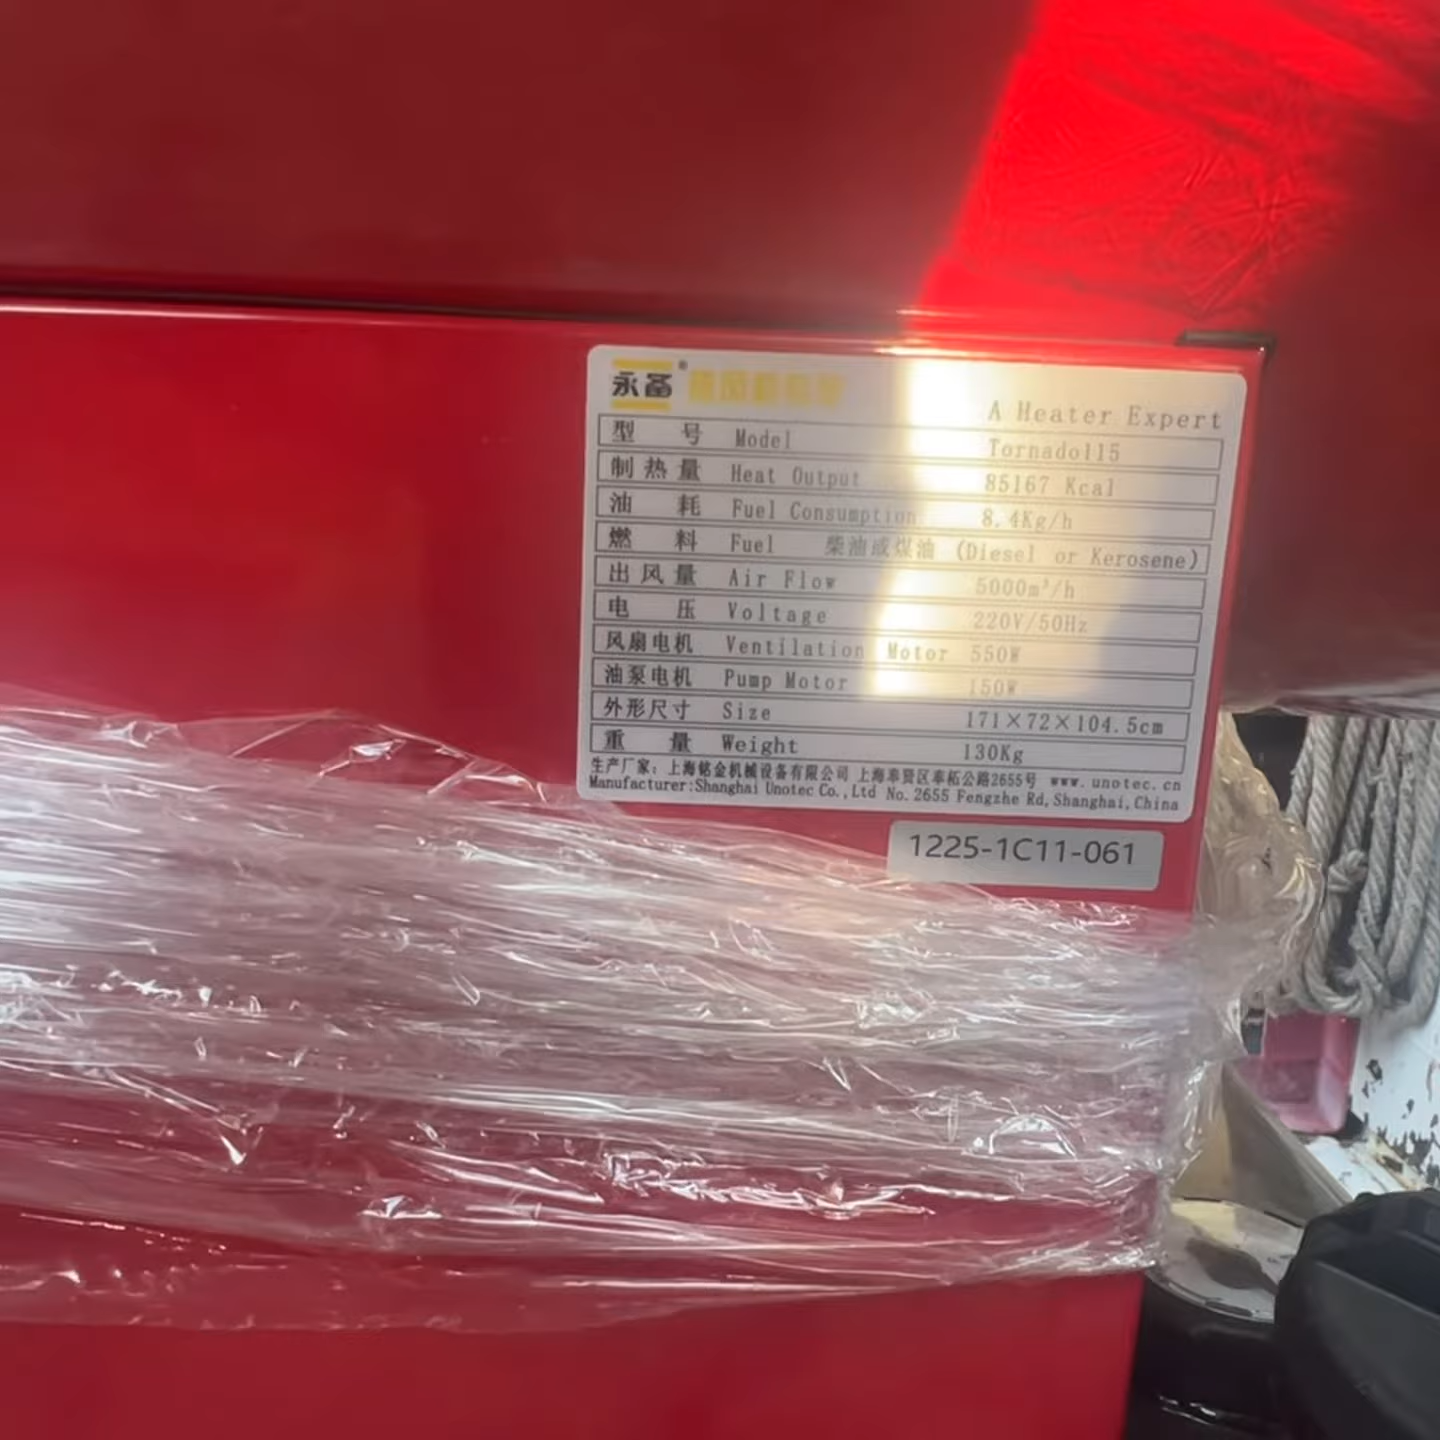 永备®
A Heater Expert
型 号 Model Tornado115
制热量 Heat Output 85167 Kcal
油 耗 Fuel Consumption 8.4Kg/h
燃 料 Fuel 柴油或煤油 (Diesel or Kerosene)
出风量 Air Flow 5000m³/h
电 压 Voltage 220V/50Hz
风扇电机 Ventilation Motor 550W
油泵电机 Pump Motor 150W
外形尺寸 Size 171×72×104.5cm
重 量 Weight 130Kg
生产厂家：上海铭金机械设备有限公司 上海奉贤区奉柘公路2655号 www.unotec.cn
Manufacturer:Shanghai Unotec Co.,Ltd No.2655 Fengzhe Rd,Shanghai,China
1225-1C11-061